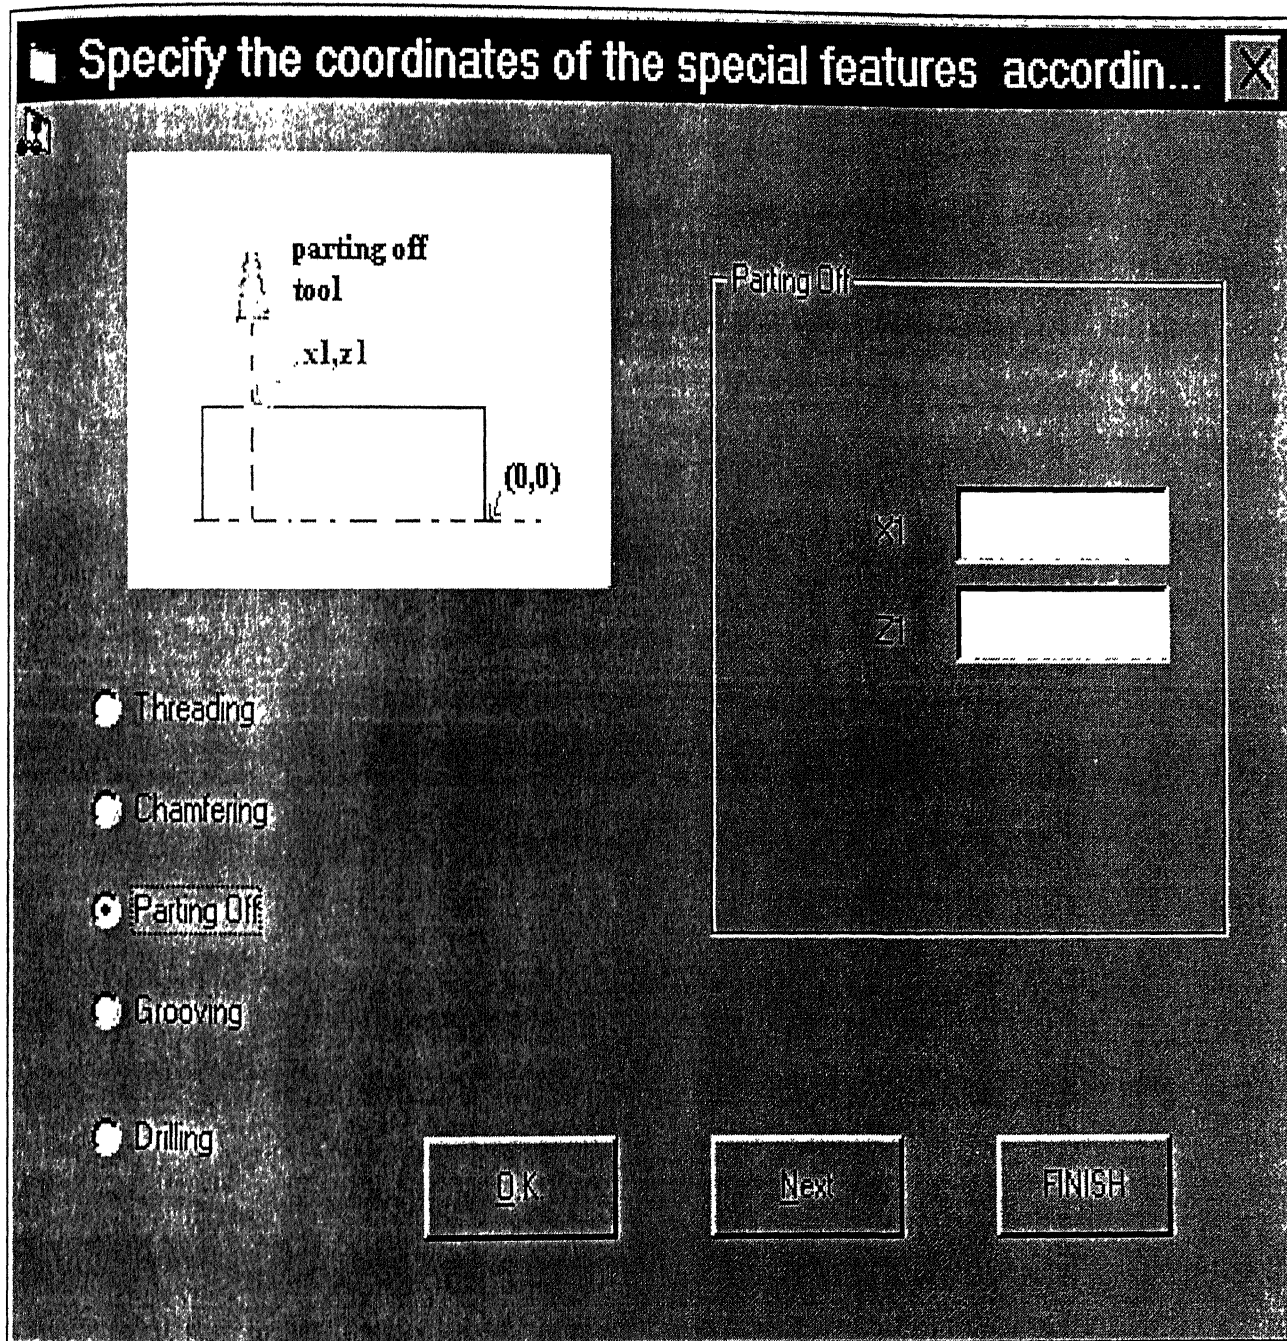 Specify the coordinates of the special features accordin...
parting off
tool
x1,z1
(0,0)
Parting Off
X1
Z1
Threading
Chamfering
Parting Off
Grooving
Drilling
O.K.
Next
FINISH